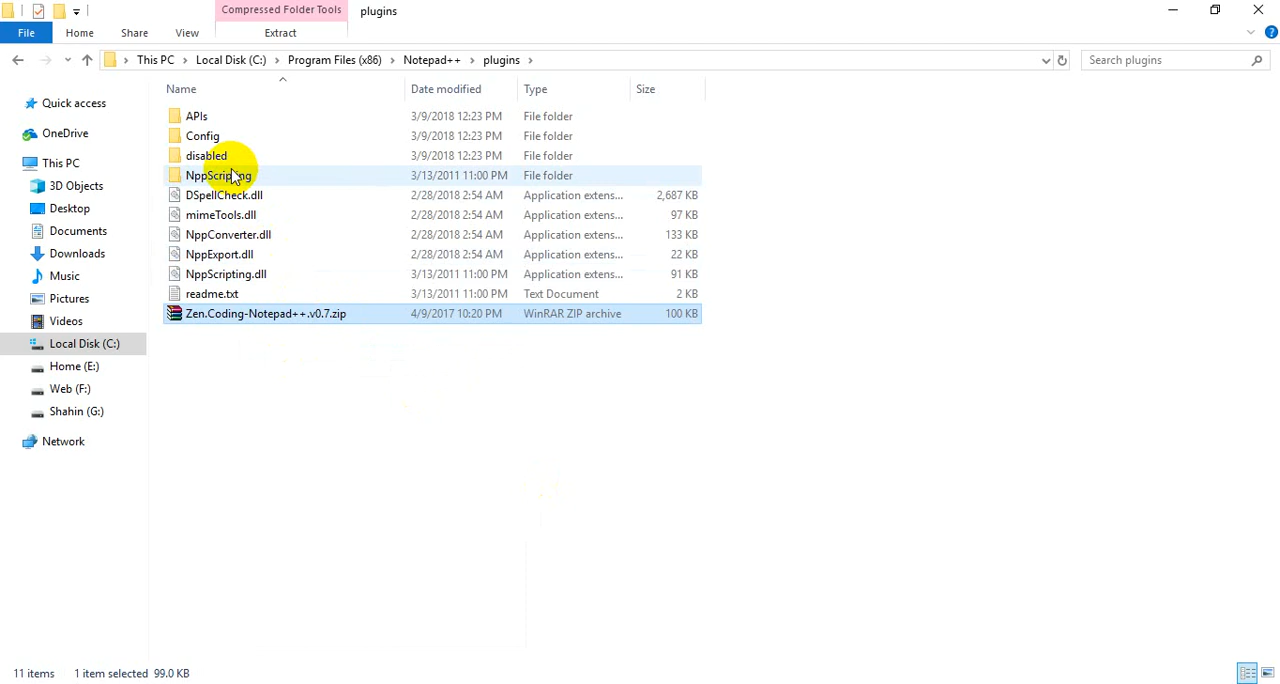 Compressed Folder Tools
plugins
File
Home
Share
View
Extract
This PC
Local Disk (C:)
Program Files (x86)
Notepad++
plugins
Search plugins
Name
Date modified
Type
Size
Quick access
OneDrive
This PC
3D Objects
Desktop
Documents
Downloads
Music
Pictures
Videos
Local Disk (C:)
Home (E:)
Web (F:)
Shahin (G:)
Network
APIs 3/9/2018 12:23 PM File folder
Config 3/9/2018 12:23 PM File folder
disabled 3/9/2018 12:23 PM File folder
NppScripting 3/13/2011 11:00 PM File folder
DSpellCheck.dll 2/28/2018 2:54 AM Application extens... 2,687 KB
mimeTools.dll 2/28/2018 2:54 AM Application extens... 97 KB
NppConverter.dll 2/28/2018 2:54 AM Application extens... 133 KB
NppExport.dll 2/28/2018 2:54 AM Application extens... 22 KB
NppScripting.dll 3/13/2011 11:00 PM Application extens... 91 KB
readme.txt 3/13/2011 11:00 PM Text Document 2 KB
Zen.Coding-Notepad++.v0.7.zip 4/9/2017 10:20 PM WinRAR ZIP archive 100 KB
11 items 1 item selected 99.0 KB